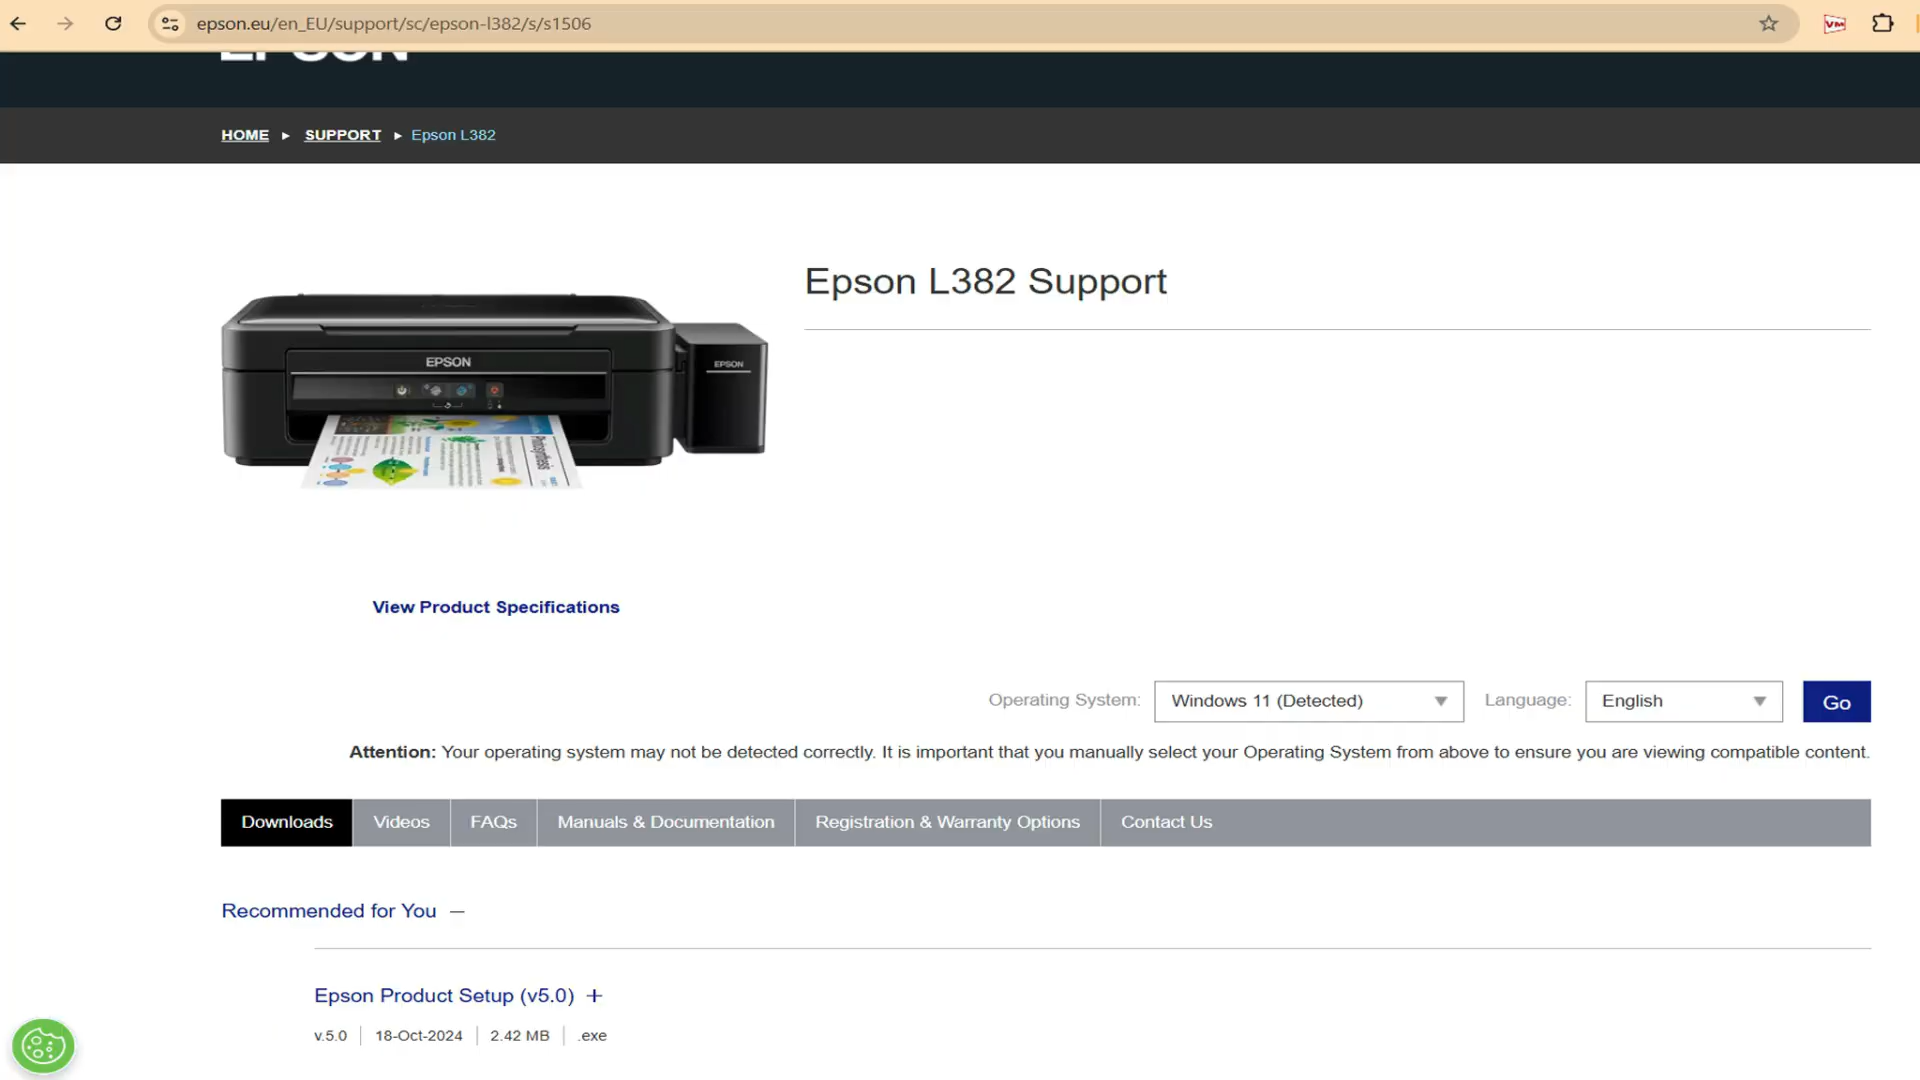 epson.eu/en_EU/support/sc/epson-l382/s/s1506
VM
EPSON
HOME ▸ SUPPORT ▸ Epson L382
Epson L382 Support
EPSON
EPSON
View Product Specifications
Operating System: Windows 11 (Detected) Language: English Go
Attention: Your operating system may not be detected correctly. It is important that you manually select your Operating System from above to ensure you are viewing compatible content.
Downloads Videos FAQs Manuals & Documentation Registration & Warranty Options Contact Us
Recommended for You —
Epson Product Setup (v5.0) +
v.5.0 | 18-Oct-2024 | 2.42 MB | .exe